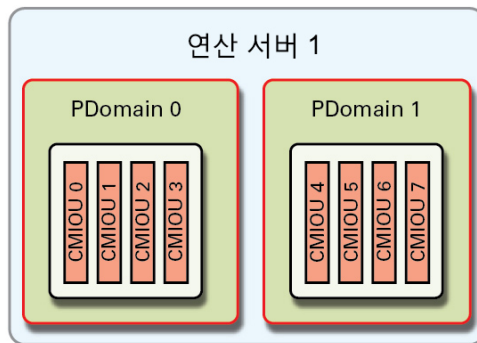 연산 서버 1
PDomain 0
PDomain 1
CMIOU 0
CMIOU 1
CMIOU 2
CMIOU 3
CMIOU 4
CMIOU 5
CMIOU 6
CMIOU 7